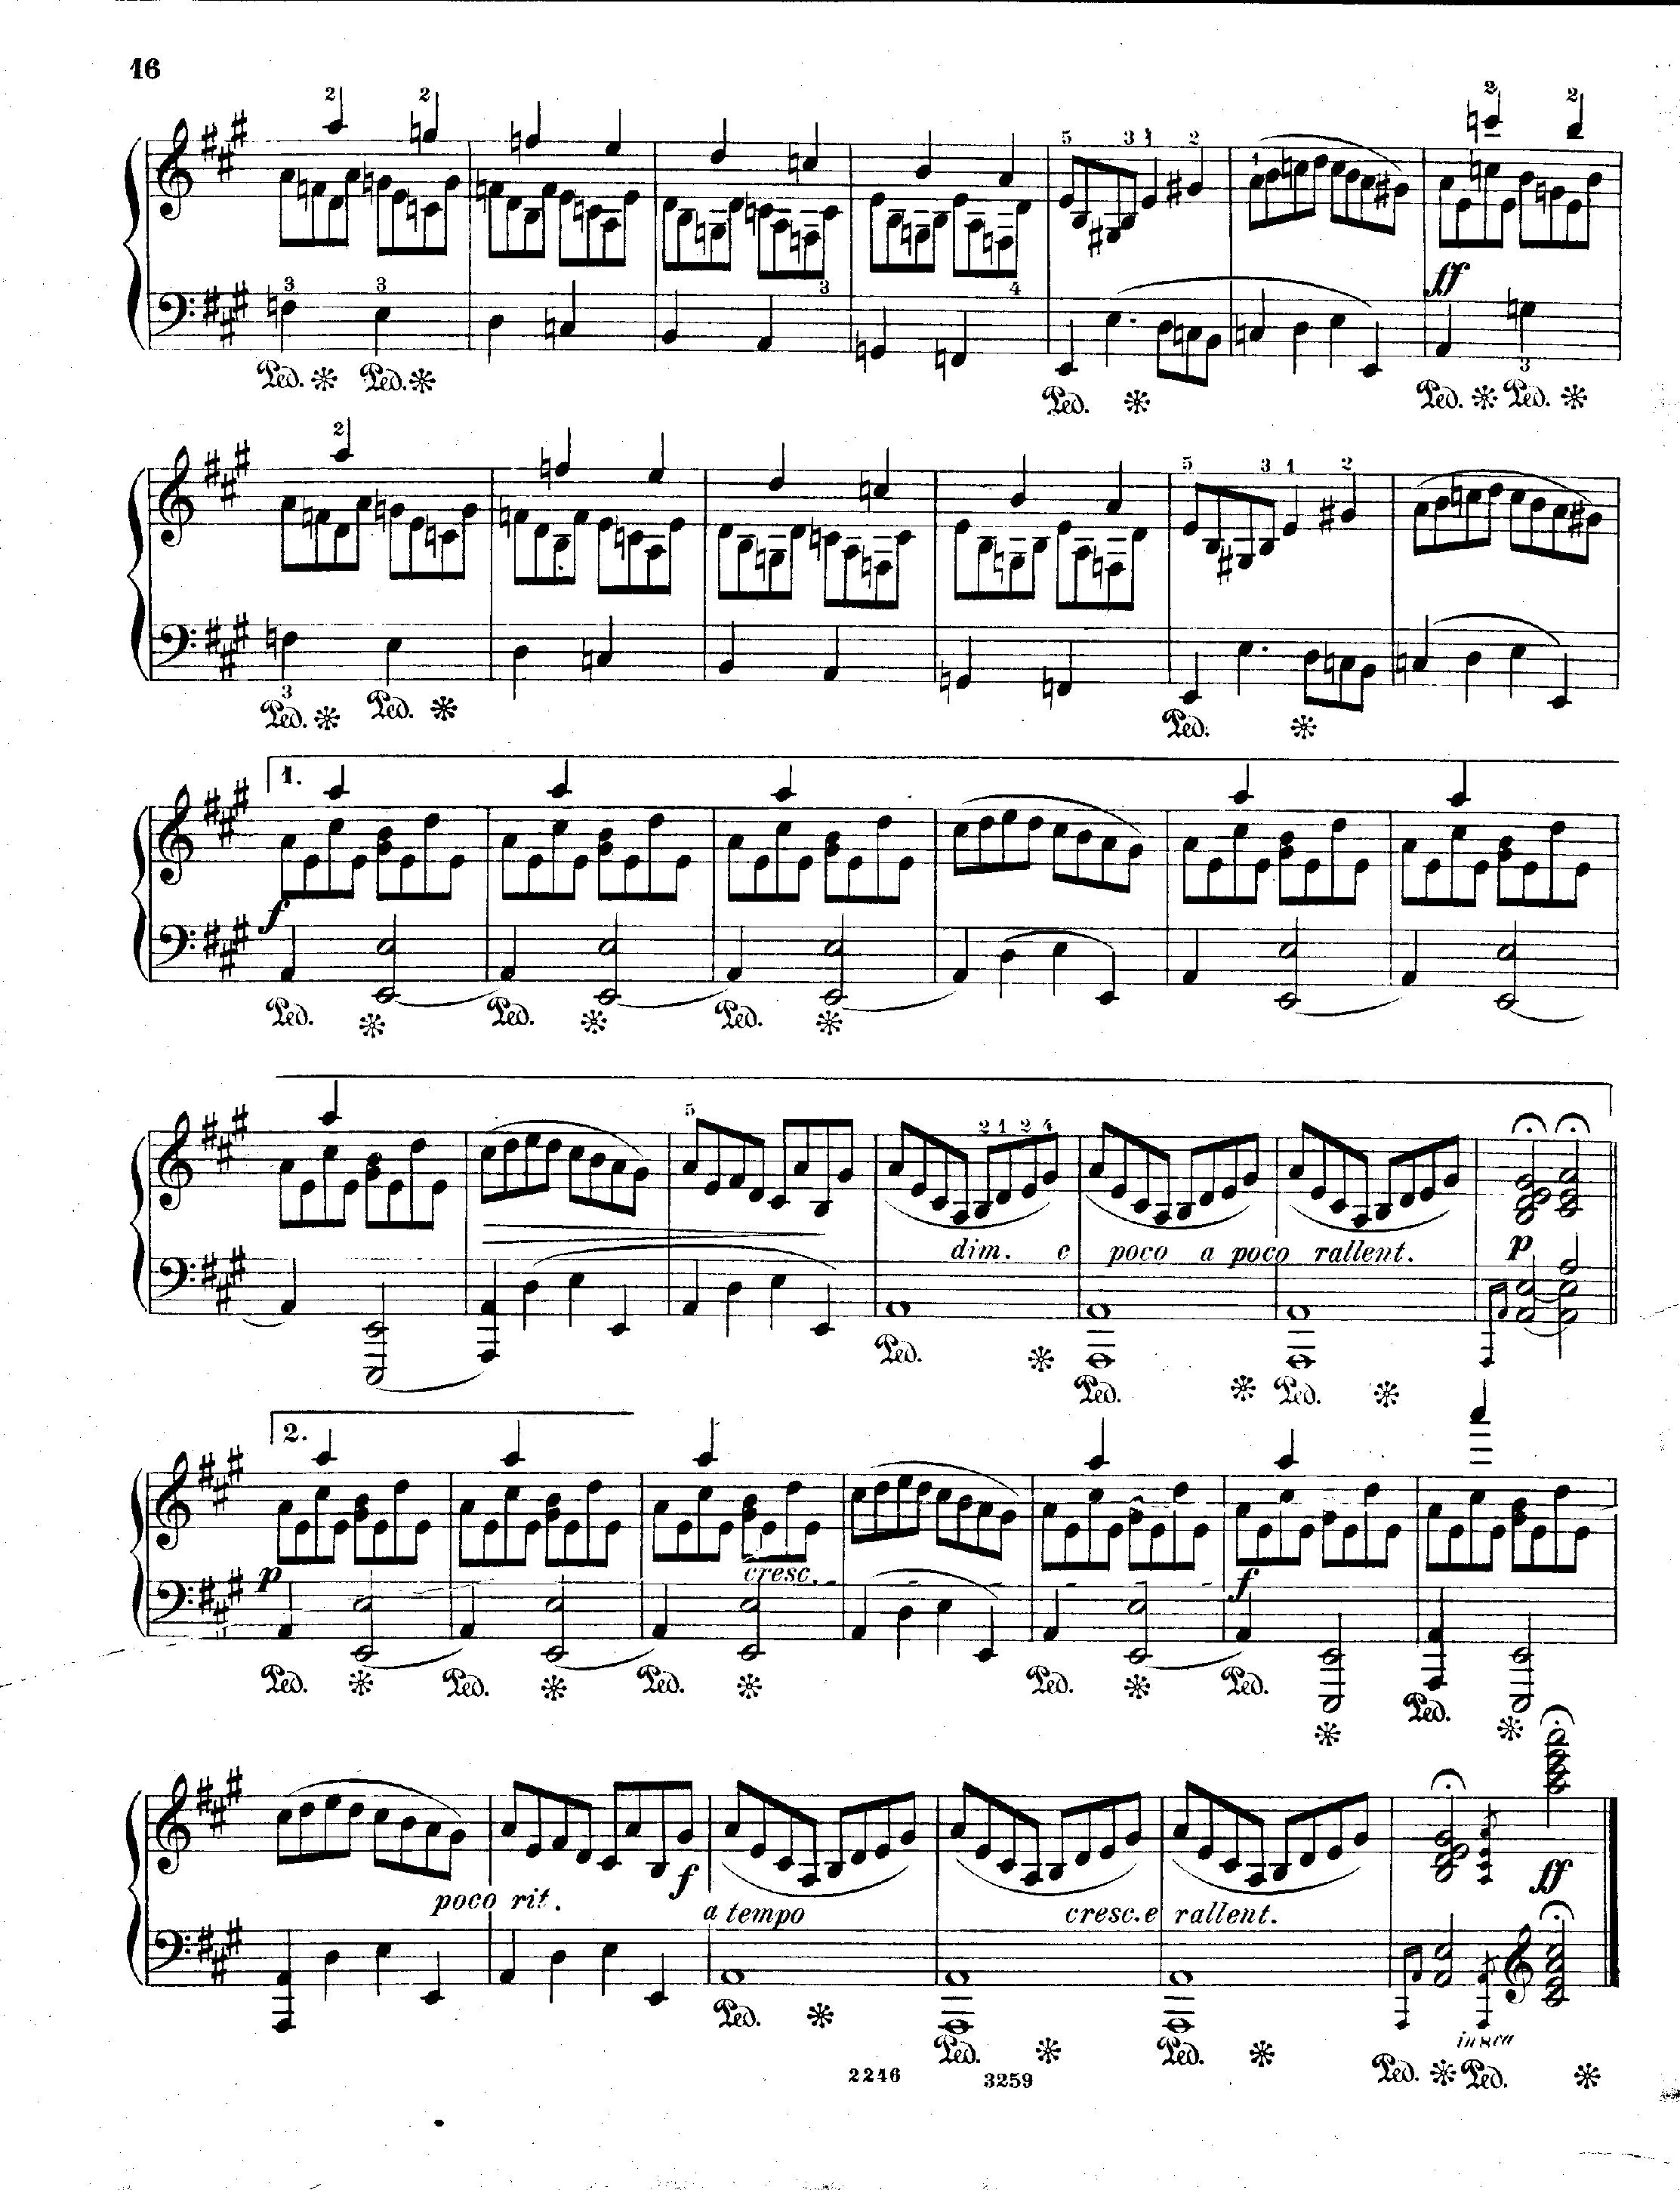 16
2 2 5 3 1 2 1 2 2
3 3 3 4 ff
3
Ped. Ped. Ped. Ped. Ped.
2 5 3 1 2
3
Ped. Ped. Ped.
1.
f
Ped. Ped. Ped.
5 2 1 2 4
dim. e poco a poco rallent. p
Ped. Ped. Ped.
2.
p cresc. f
Ped. Ped. Ped. Ped. Ped. Ped.
poco rit. f a tempo cresc. e rallent. ff
Ped. Ped. Ped. Ped. Ped.
2246 3259